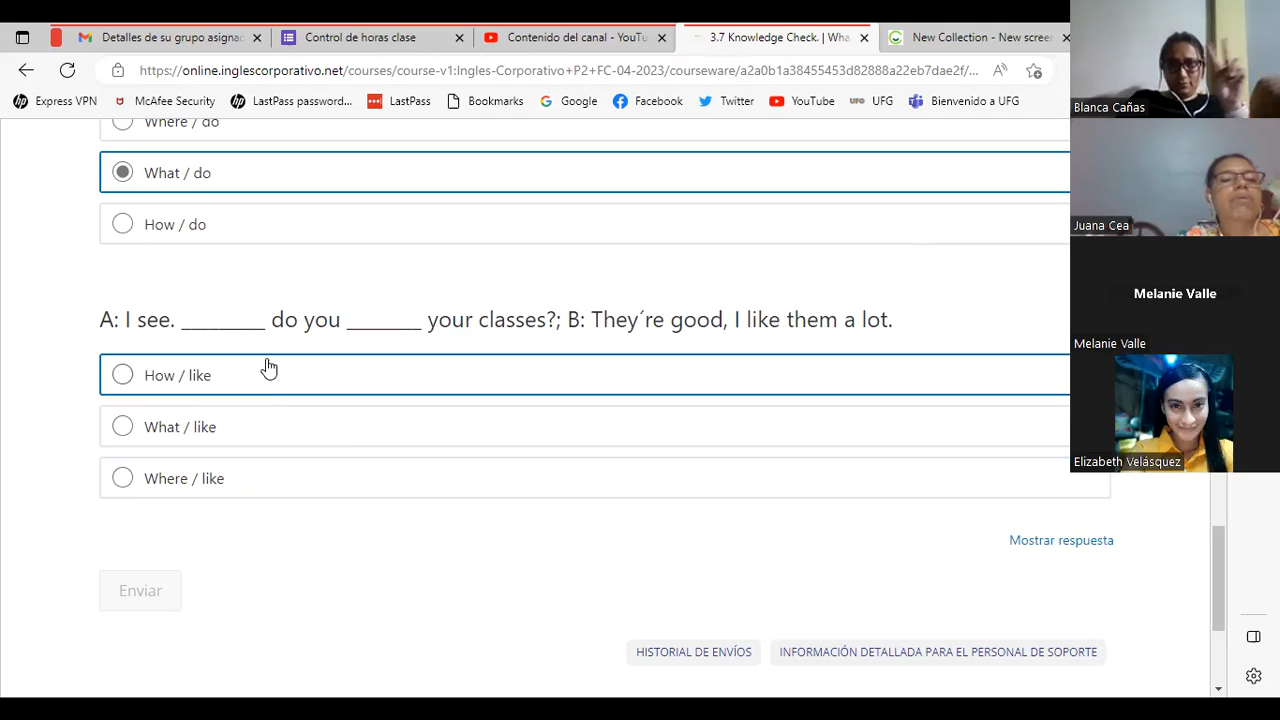 Detalles de su grupo asigna
Control de horas clase
Contenido del canal - YouTu
3.7 Knowledge Check. | Wha
New Collection - New screer
https://online.inglescorporativo.net/courses/course-v1:Ingles-Corporativo+P2+FC-04-2023/courseware/a2a0b1a38455453d82888a22eb7dae2f/...
Express VPN
McAfee Security
LastPass password...
LastPass
Bookmarks
Google
Facebook
Twitter
YouTube
UFG
Bienvenido a UFG
Where / do
What / do
How / do
A: I see. _________ do you ________ your classes?; B: They´re good, I like them a lot.
How / like
What / like
Where / like
Mostrar respuesta
Enviar
HISTORIAL DE ENVÍOS
INFORMACIÓN DETALLADA PARA EL PERSONAL DE SOPORTE
Blanca Cañas
Juana Cea
Melanie Valle
Melanie Valle
Elizabeth Velásquez